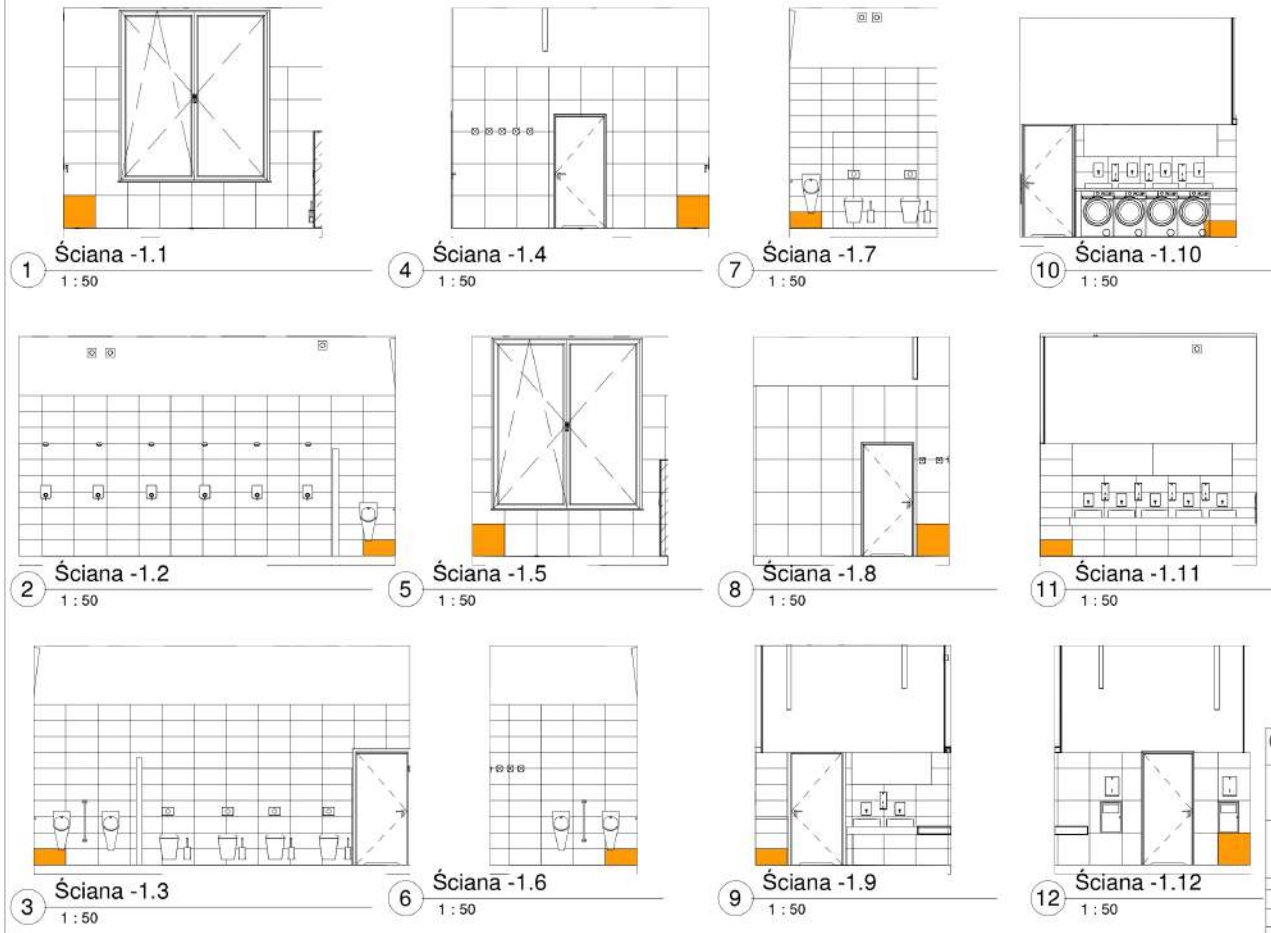 1 Ściana -1.1
1 : 50
4 Ściana -1.4
1 : 50
7 Ściana -1.7
1 : 50
10 Ściana -1.10
1 : 50
2 Ściana -1.2
1 : 50
5 Ściana -1.5
1 : 50
8 Ściana -1.8
1 : 50
11 Ściana -1.11
1 : 50
3 Ściana -1.3
1 : 50
6 Ściana -1.6
1 : 50
9 Ściana -1.9
1 : 50
12 Ściana -1.12
1 : 50